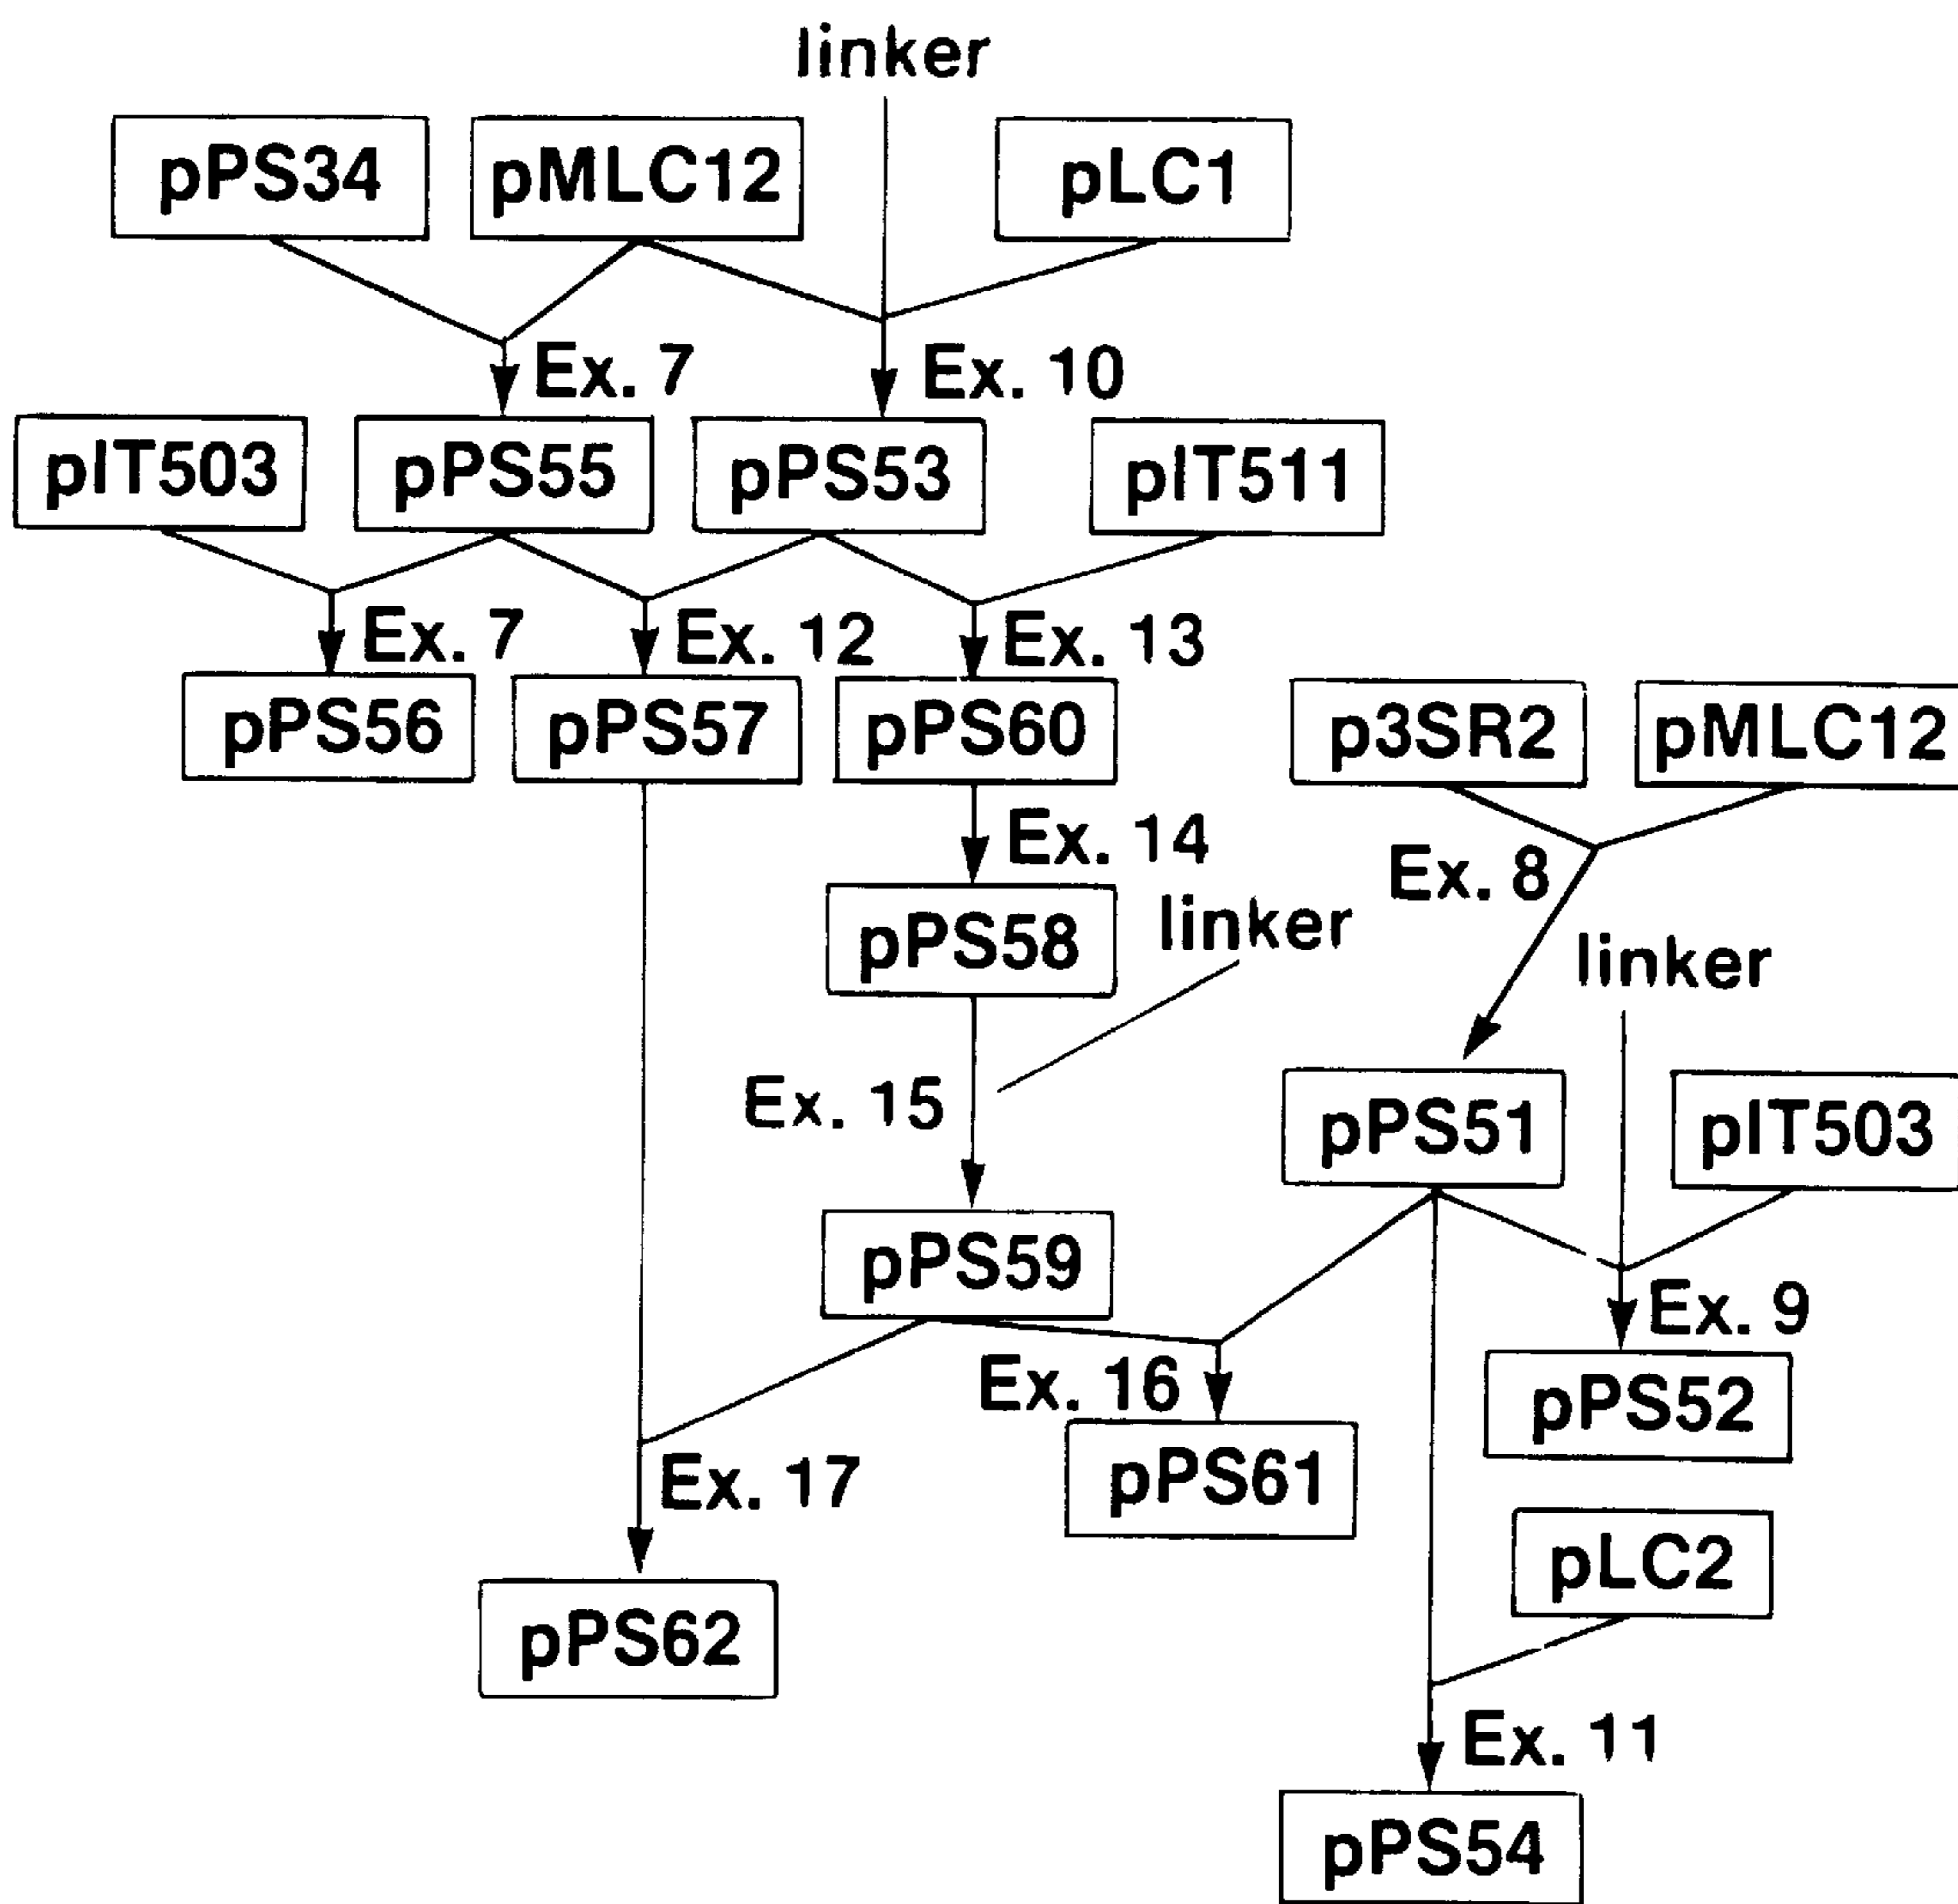 linker
pPS34 pMLC12 pLC1
Ex. 7 Ex. 10
pIT503 pPS55 pPS53 pIT511
Ex. 7 Ex. 12 Ex. 13
pPS56 pPS57 pPS60 p3SR2 pMLC12
Ex. 14
Ex. 8
pPS58 linker
linker
Ex. 15
pPS51 pIT503
pPS59
Ex. 9
Ex. 16
pPS52
Ex. 17 pPS61
pLC2
pPS62
Ex. 11
pPS54